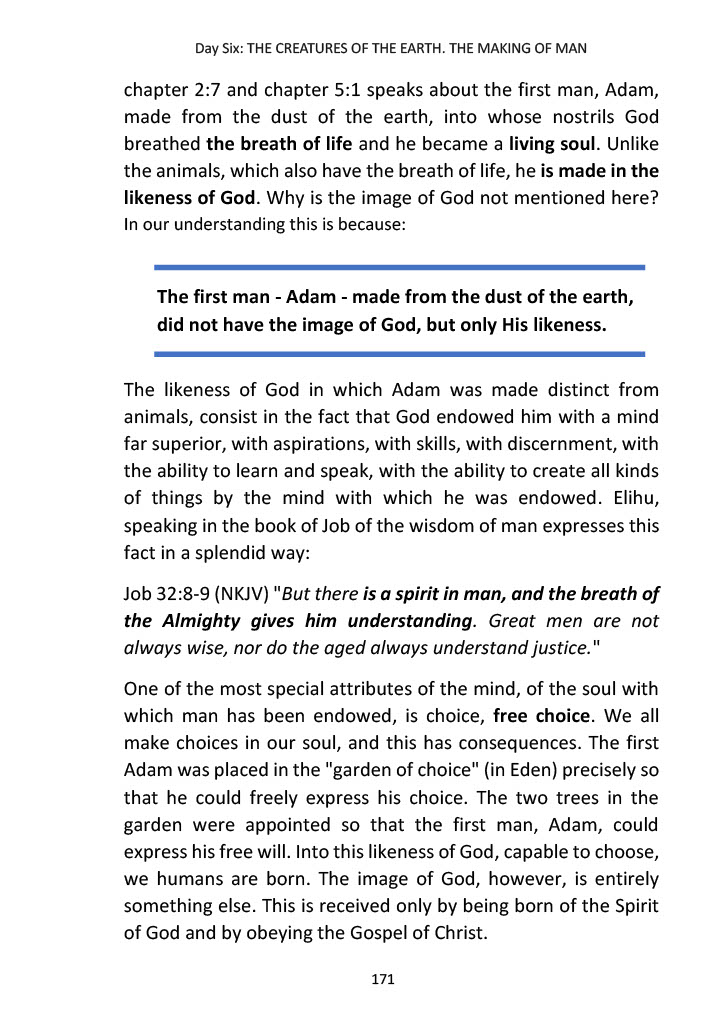 Day Six: THE CREATURES OF THE EARTH. THE MAKING OF MAN
chapter 2:7 and chapter 5:1 speaks about the first man, Adam,
made from the dust of the earth, into whose nostrils God
breathed the breath of life and he became a living soul. Unlike
the animals, which also have the breath of life, he is made in the
likeness of God. Why is the image of God not mentioned here?
In our understanding this is because:
The first man - Adam - made from the dust of the earth,
did not have the image of God, but only His likeness.
The likeness of God in which Adam was made distinct from
animals, consist in the fact that God endowed him with a mind
far superior, with aspirations, with skills, with discernment, with
the ability to learn and speak, with the ability to create all kinds
of things by the mind with which he was endowed. Elihu,
speaking in the book of Job of the wisdom of man expresses this
fact in a splendid way:
Job 32:8-9 (NKJV) "But there is a spirit in man, and the breath of
the Almighty gives him understanding. Great men are not
always wise, nor do the aged always understand justice."
One of the most special attributes of the mind, of the soul with
which man has been endowed, is choice, free choice. We all
make choices in our soul, and this has consequences. The first
Adam was placed in the "garden of choice" (in Eden) precisely so
that he could freely express his choice. The two trees in the
garden were appointed so that the first man, Adam, could
express his free will. Into this likeness of God, capable to choose,
we humans are born. The image of God, however, is entirely
something else. This is received only by being born of the Spirit
of God and by obeying the Gospel of Christ.
171